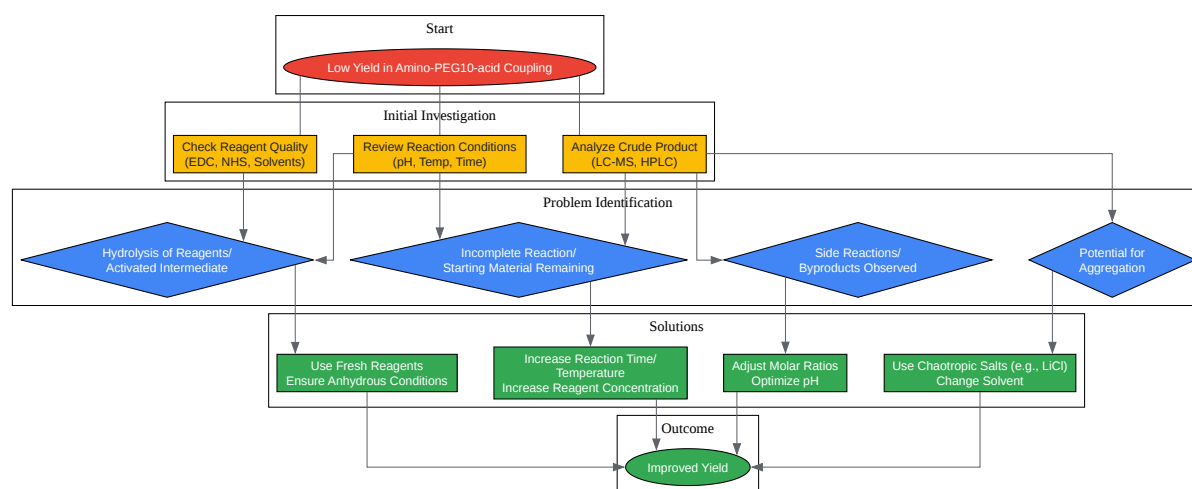 Start
Low Yield in Amino-PEG10-acid Coupling
Initial Investigation
Check Reagent Quality
(EDC, NHS, Solvents)
Review Reaction Conditions
(pH, Temp, Time)
Analyze Crude Product
(LC-MS, HPLC)
Problem Identification
Hydrolysis of Reagents/
Activated Intermediate
Incomplete Reaction/
Starting Material Remaining
Side Reactions/
Byproducts Observed
Potential for
Aggregation
Solutions
Use Fresh Reagents
Ensure Anhydrous Conditions
Increase Reaction Time/
Temperature
Increase Reagent Concentration
Adjust Molar Ratios
Optimize pH
Use Chaotropic Salts (e.g., LiCl)
Change Solvent
Outcome
Improved Yield